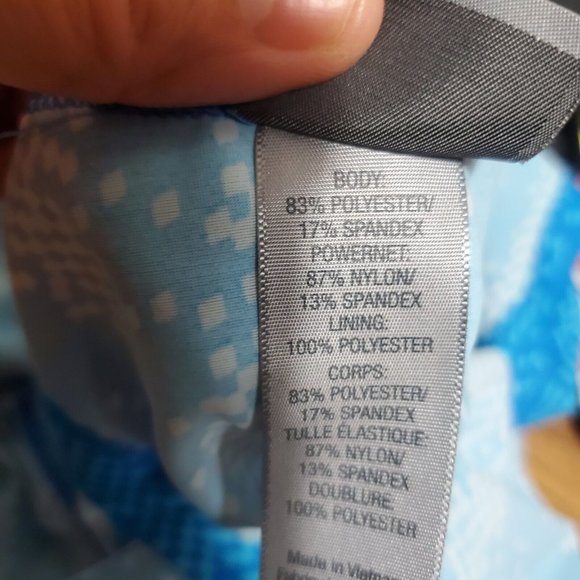 BODY:
83% POLYESTER/
17% SPANDEX
POWERNET:
87% NYLON/
13% SPANDEX
LINING:
100% POLYESTER
CORPS:
83% POLYESTER/
17% SPANDEX
TULLE ÉLASTIQUE:
87% NYLON/
13% SPANDEX
DOUBLURE:
100% POLYESTER
Made in Vietnam